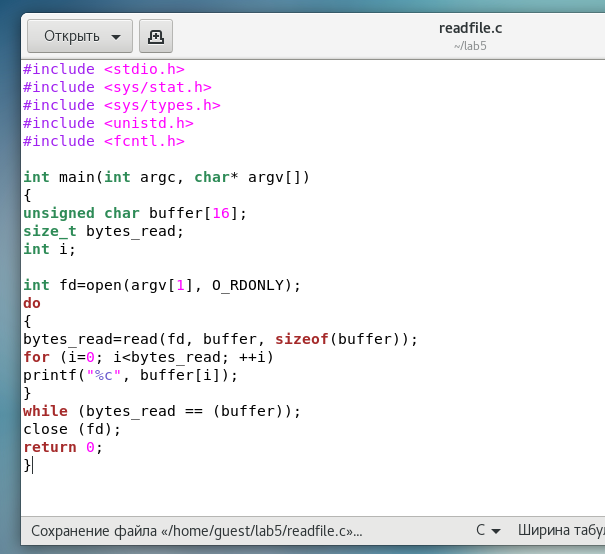 Открыть
readfile.c
~/lab5
#include <stdio.h>
#include <sys/stat.h>
#include <sys/types.h>
#include <unistd.h>
#include <fcntl.h>
int main(int argc, char* argv[])
{
unsigned char buffer[16];
size_t bytes_read;
int i;
int fd=open(argv[1], O_RDONLY);
do
{
bytes_read=read(fd, buffer, sizeof(buffer));
for (i=0; i<bytes_read; ++i)
printf("%c", buffer[i]);
}
while (bytes_read == (buffer));
close (fd);
return 0;
}
Сохранение файла «/home/guest/lab5/readfile.c»... C Ширина